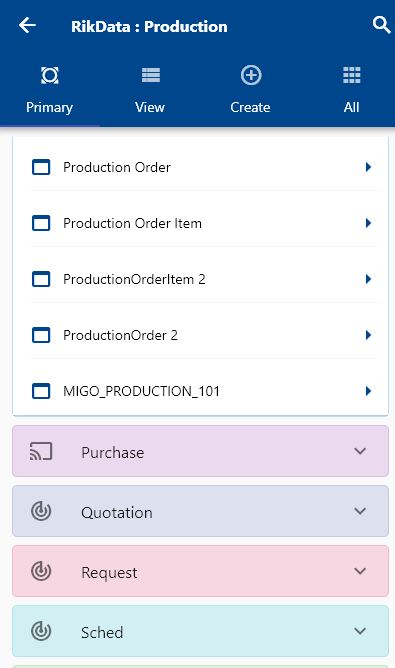 RikData : Production
Primary
View
Create
All
Production Order
Production Order Item
ProductionOrderItem 2
ProductionOrder 2
MIGO_PRODUCTION_101
Purchase
Quotation
Request
Sched